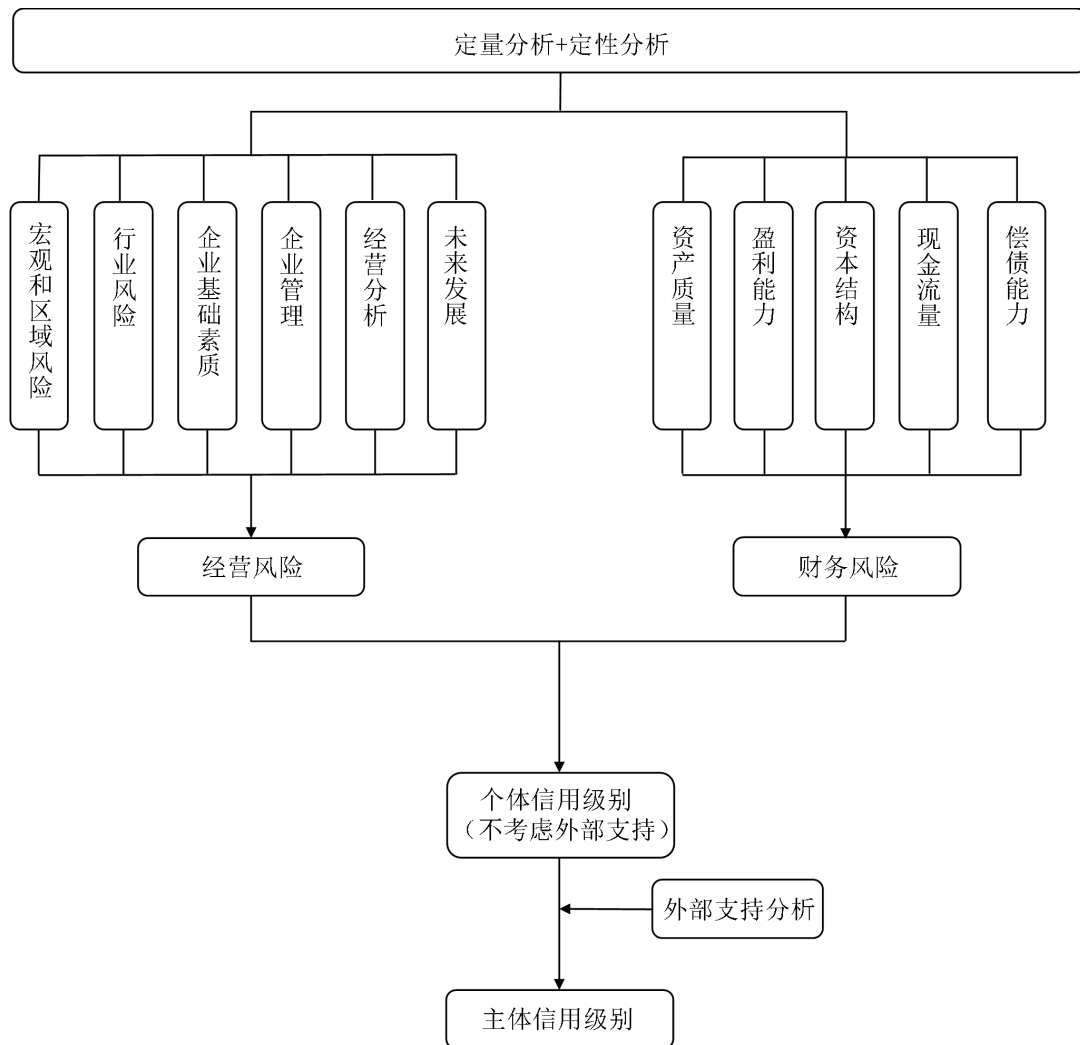 定量分析+定性分析
宏观和区域风险
行业风险
企业基础素质
企业管理
经营分析
未来发展
资产质量
盈利能力
资本结构
现金流量
偿债能力
经营风险
财务风险
个体信用级别
（不考虑外部支持）
外部支持分析
主体信用级别